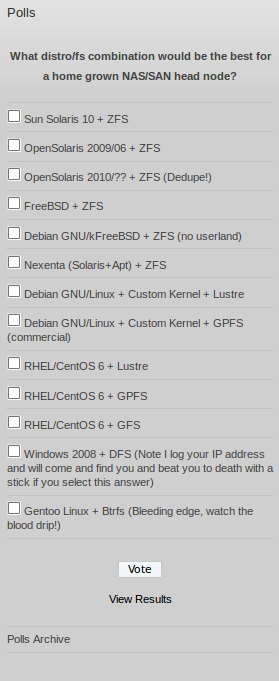 Polls
What distro/fs combination would be the best for
a home grown NAS/SAN head node?
Sun Solaris 10 + ZFS
OpenSolaris 2009/06 + ZFS
OpenSolaris 2010/?? + ZFS (Dedupe!)
FreeBSD + ZFS
Debian GNU/kFreeBSD + ZFS (no userland)
Nexenta (Solaris+Apt) + ZFS
Debian GNU/Linux + Custom Kernel + Lustre
Debian GNU/Linux + Custom Kernel + GPFS
(commercial)
RHEL/CentOS 6 + Lustre
RHEL/CentOS 6 + GPFS
RHEL/CentOS 6 + GFS
Windows 2008 + DFS (Note I log your IP address
and will come and find you and beat you to death with a
stick if you select this answer)
Gentoo Linux + Btrfs (Bleeding edge, watch the
blood drip!)
Vote
View Results
Polls Archive